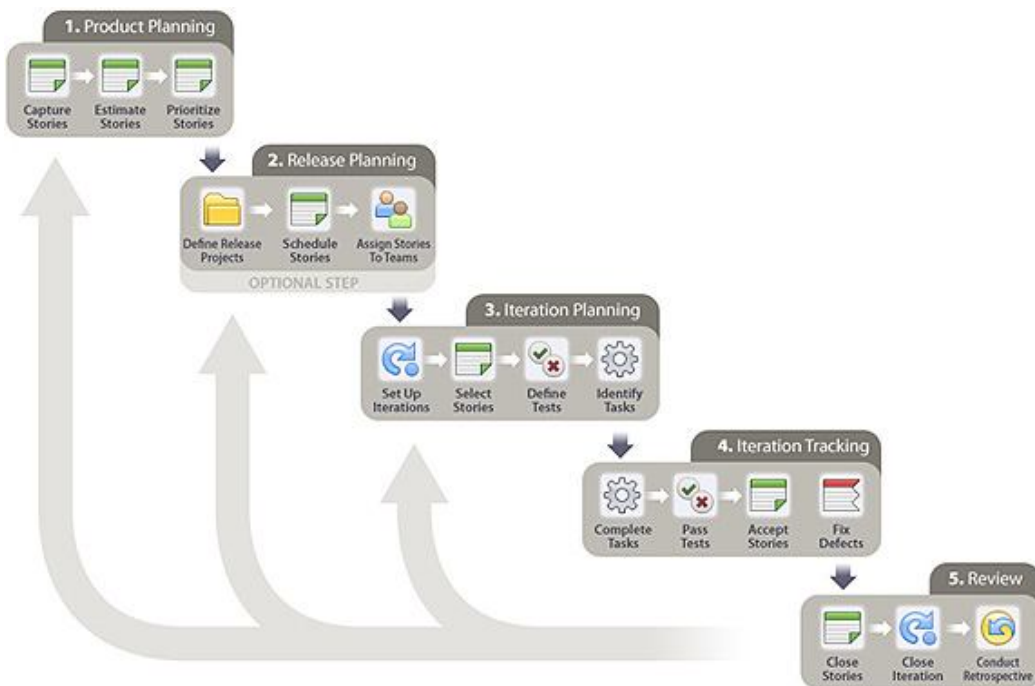 1. Product Planning
Capture
Stories
Estimate
Stories
Prioritize
Stories
2. Release Planning
Define Release
Projects
Schedule
Stories
Assign Stories
To Teams
OPTIONAL STEP
3. Iteration Planning
Set Up
Iterations
Select
Stories
Define
Tests
Identify
Tasks
4. Iteration Tracking
Complete
Tasks
Pass
Tests
Accept
Stories
Fix
Defects
5. Review
Close
Stories
Close
Iteration
Conduct
Retrospective